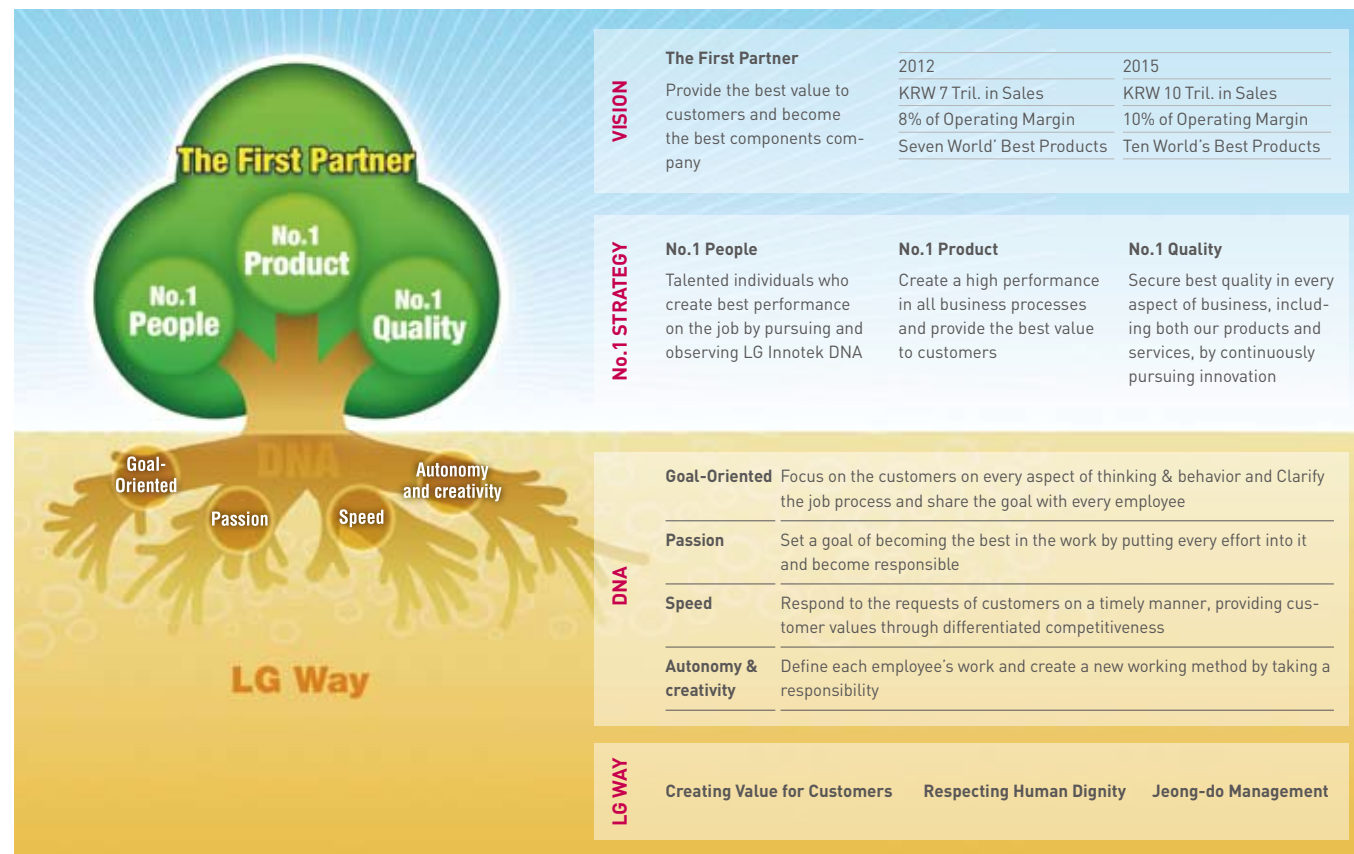 The First Partner
No.1
Product
No.1
People
No.1
Quality
DNA
Goal-
Oriented
Passion
Speed
Autonomy
and creativity
LG Way
VISION
The First Partner
Provide the best value to
customers and become
the best components com-
pany
2012
2015
KRW 7 Tril. in Sales
KRW 10 Tril. in Sales
8% of Operating Margin
10% of Operating Margin
Seven World' Best Products
Ten World's Best Products
No.1 STRATEGY
No.1 People
Talented individuals who
create best performance
on the job by pursuing and
observing LG Innotek DNA
No.1 Product
Create a high performance
in all business processes
and provide the best value
to customers
No.1 Quality
Secure best quality in every
aspect of business, includ-
ing both our products and
services, by continuously
pursuing innovation
DNA
Goal-Oriented
Focus on the customers on every aspect of thinking & behavior and Clarify
the job process and share the goal with every employee
Passion
Set a goal of becoming the best in the work by putting every effort into it
and become responsible
Speed
Respond to the requests of customers on a timely manner, providing cus-
tomer values through differentiated competitiveness
Autonomy &
creativity
Define each employee's work and create a new working method by taking a
responsibility
LG WAY
Creating Value for Customers
Respecting Human Dignity
Jeong-do Management